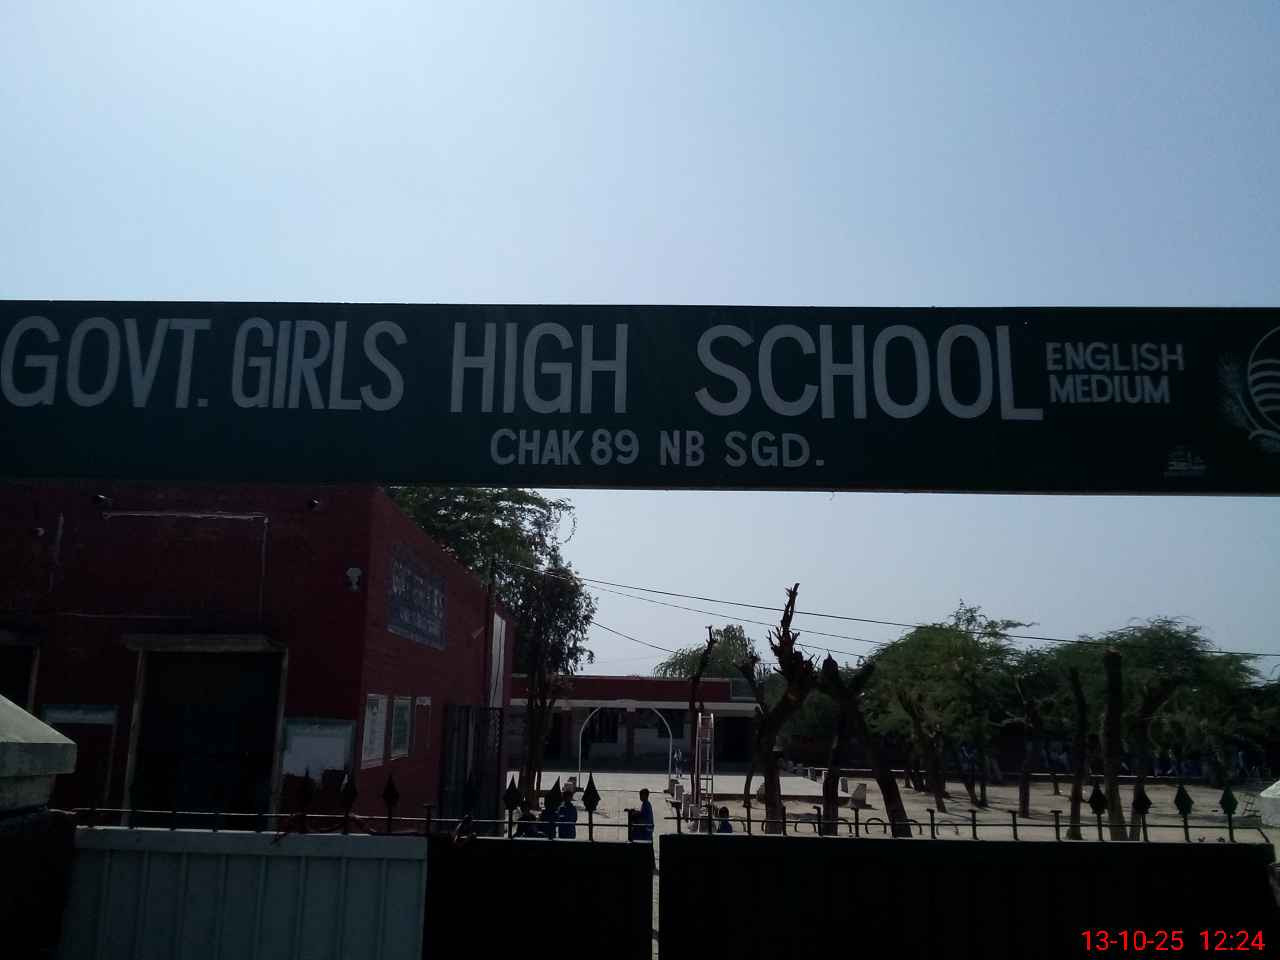 GOVT. GIRLS HIGH SCHOOL ENGLISH
MEDIUM
CHAK 89 NB SGD.
13-10-25 12:24